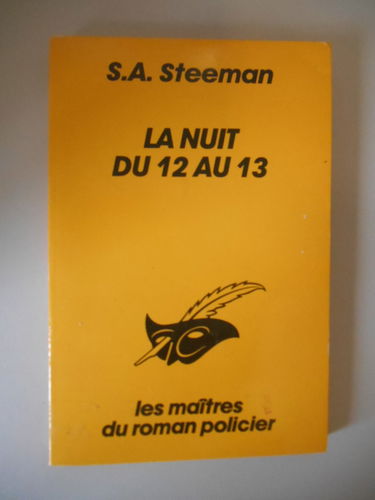 S.A. Steeman
LA NUIT
DU 12 AU 13
les maîtres
du roman policier